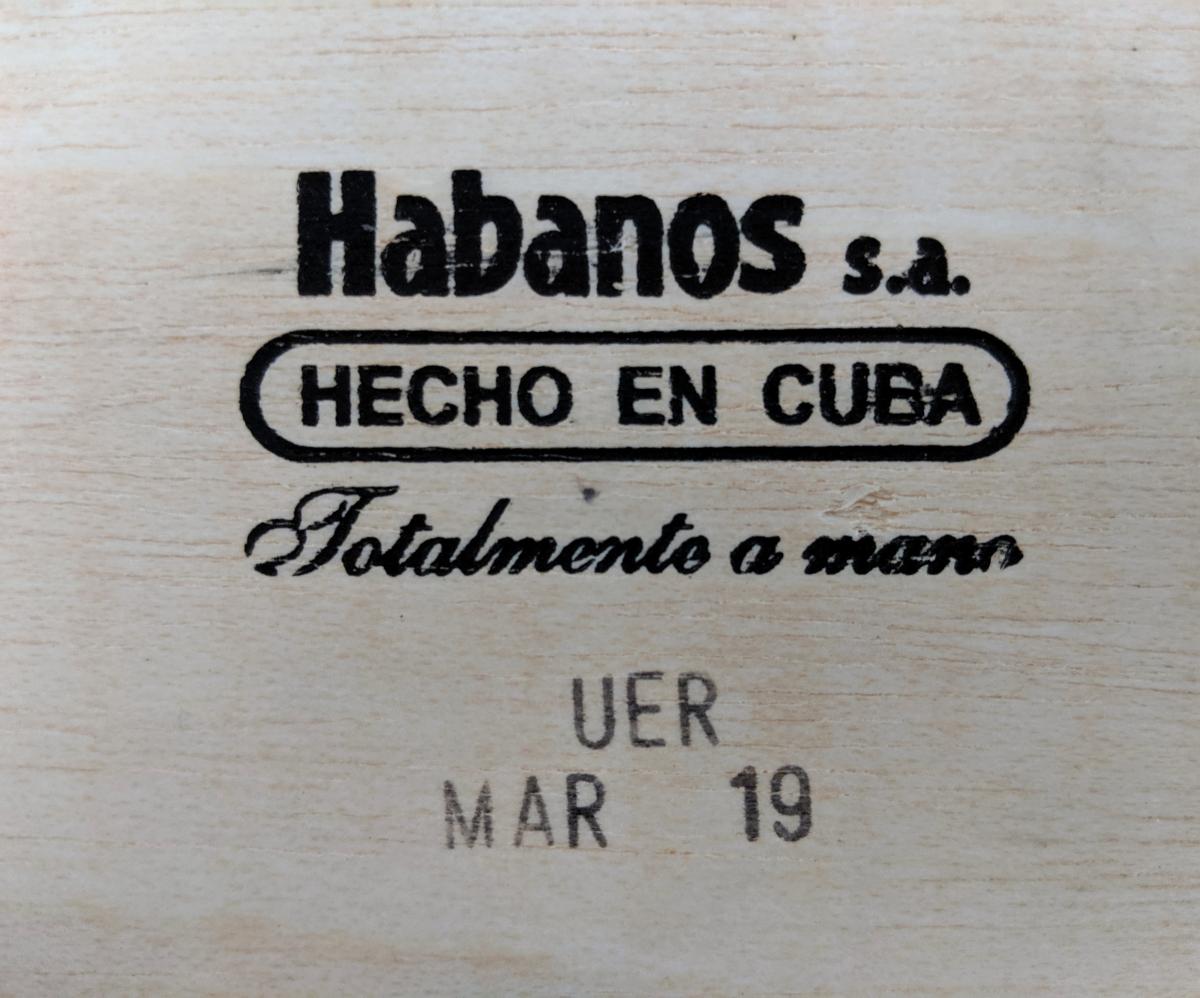 Habanos s.a.
HECHO EN CUBA
Totalmente a mano
UER
MAR 19